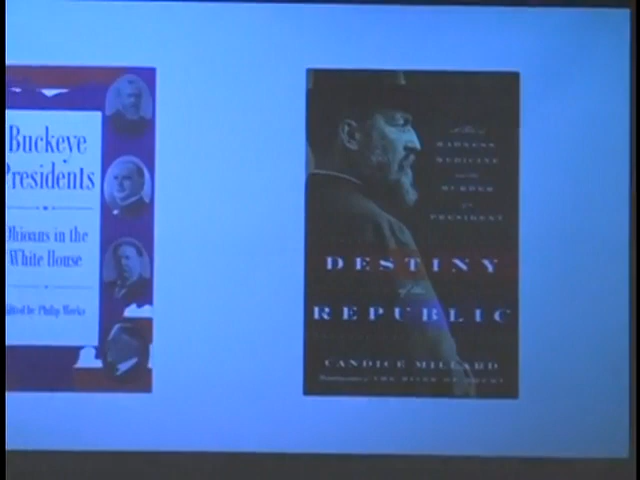 Buckeye
Presidents
Ohioans in the
White House
Edited by Philip Weeks
A Tale of
MADNESS
MEDICINE
and the
MURDER
of a
PRESIDENT
DESTINY
of the
REPUBLIC
CANDICE MILLARD